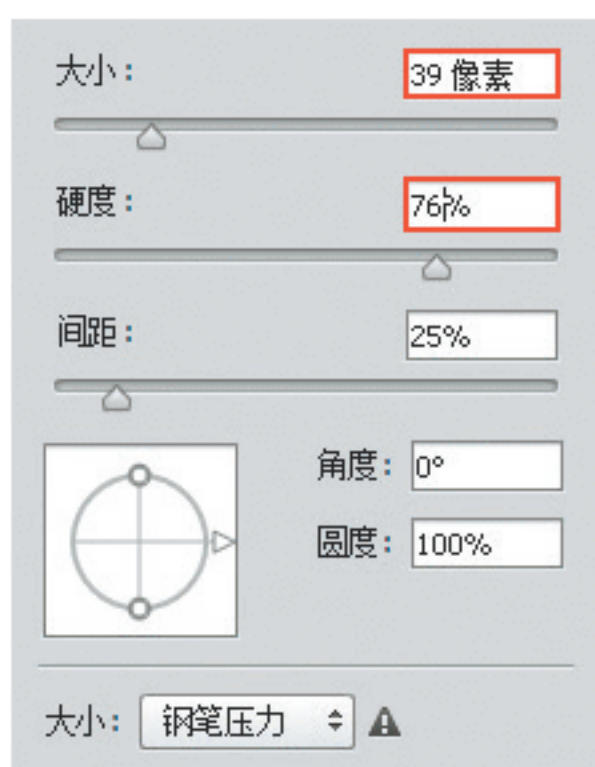 大小： 39 像素
硬度： 76%
间距： 25%
角度： 0°
圆度： 100%
大小： 钢笔压力